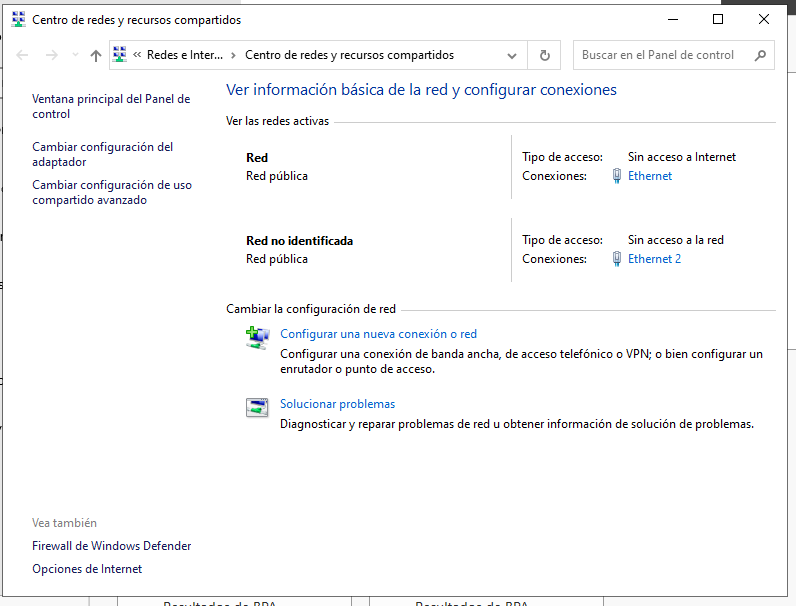 Centro de redes y recursos compartidos
« Redes e Inter... > Centro de redes y recursos compartidos
Buscar en el Panel de control
Ventana principal del Panel de
control
Cambiar configuración del
adaptador
Cambiar configuración de uso
compartido avanzado
Ver información básica de la red y configurar conexiones
Ver las redes activas
Red
Red pública
Tipo de acceso: Sin acceso a Internet
Conexiones: Ethernet
Red no identificada
Red pública
Tipo de acceso: Sin acceso a la red
Conexiones: Ethernet 2
Cambiar la configuración de red
Configurar una nueva conexión o red
Configurar una conexión de banda ancha, de acceso telefónico o VPN; o bien configurar un
enrutador o punto de acceso.
Solucionar problemas
Diagnosticar y reparar problemas de red u obtener información de solución de problemas.
Vea también
Firewall de Windows Defender
Opciones de Internet
Resultados de BPA Resultados de BPA